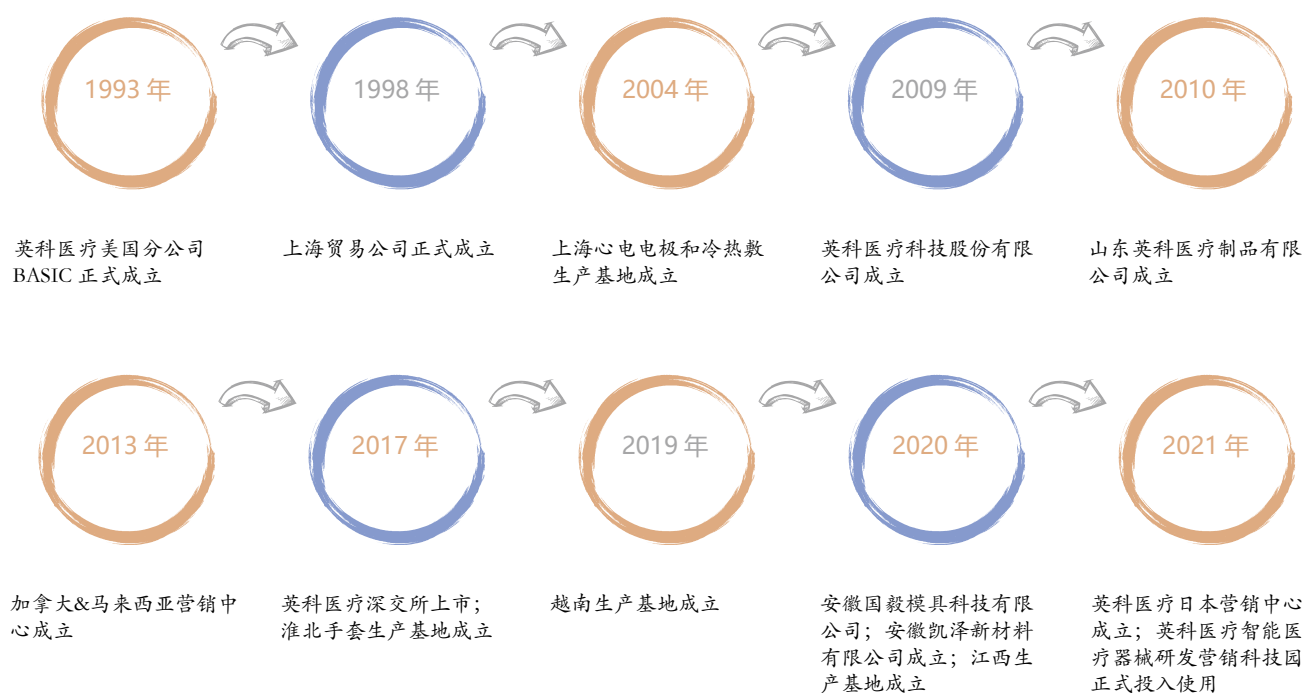 1993 年
1998 年
2004 年
2009 年
2010 年
英科医疗美国分公司
BASIC 正式成立
上海贸易公司正式成立
上海心电电极和冷热敷
生产基地成立
英科医疗科技股份有限
公司成立
山东英科医疗制品有限
公司成立
2013 年
2017 年
2019 年
2020 年
2021 年
加拿大&马来西亚营销中
心成立
英科医疗深交所上市;
淮北手套生产基地成立
越南生产基地成立
安徽国毅模具科技有限
公司；安徽凯泽新材料
有限公司成立；江西生
产基地成立
英科医疗日本营销中心
成立；英科医疗智能医
疗器械研发营销科技园
正式投入使用